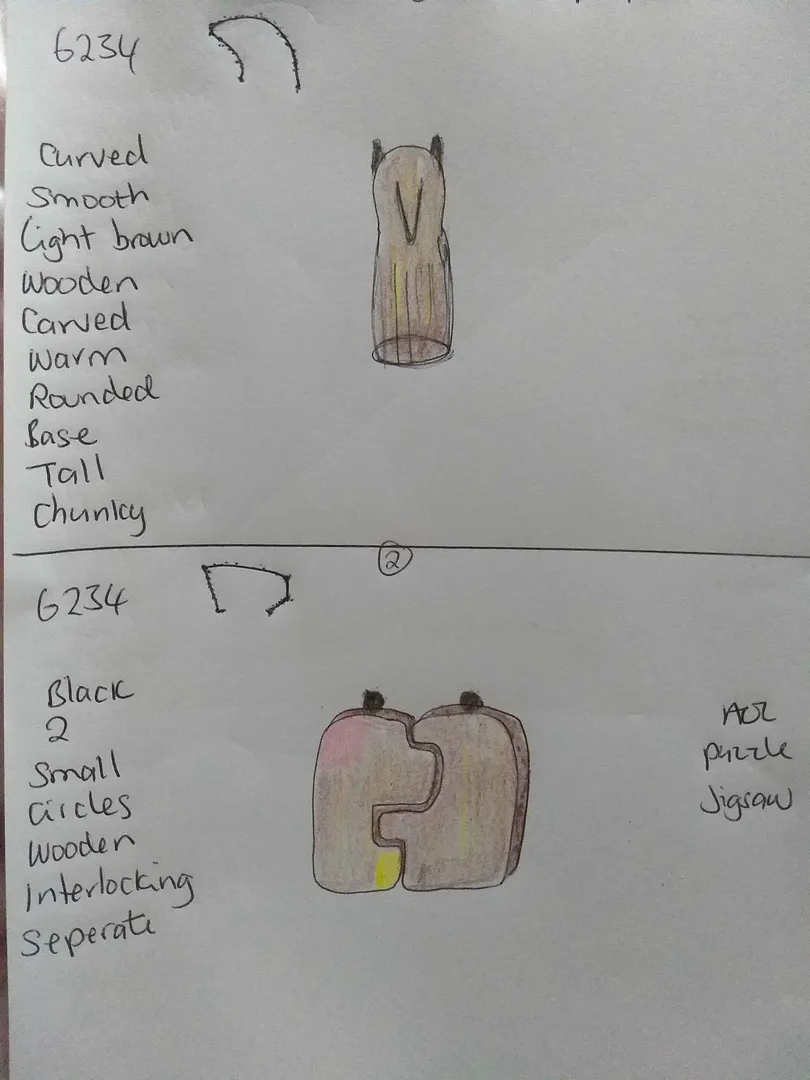 6234
Curved
Smooth
Light brown
Wooden
Carved
Warm
Rounded
Base
Tall
Chunky
2
6234
Black
2
Small
Circles
Wooden
Interlocking
Seperate
AOL
puzzle
Jigsaw